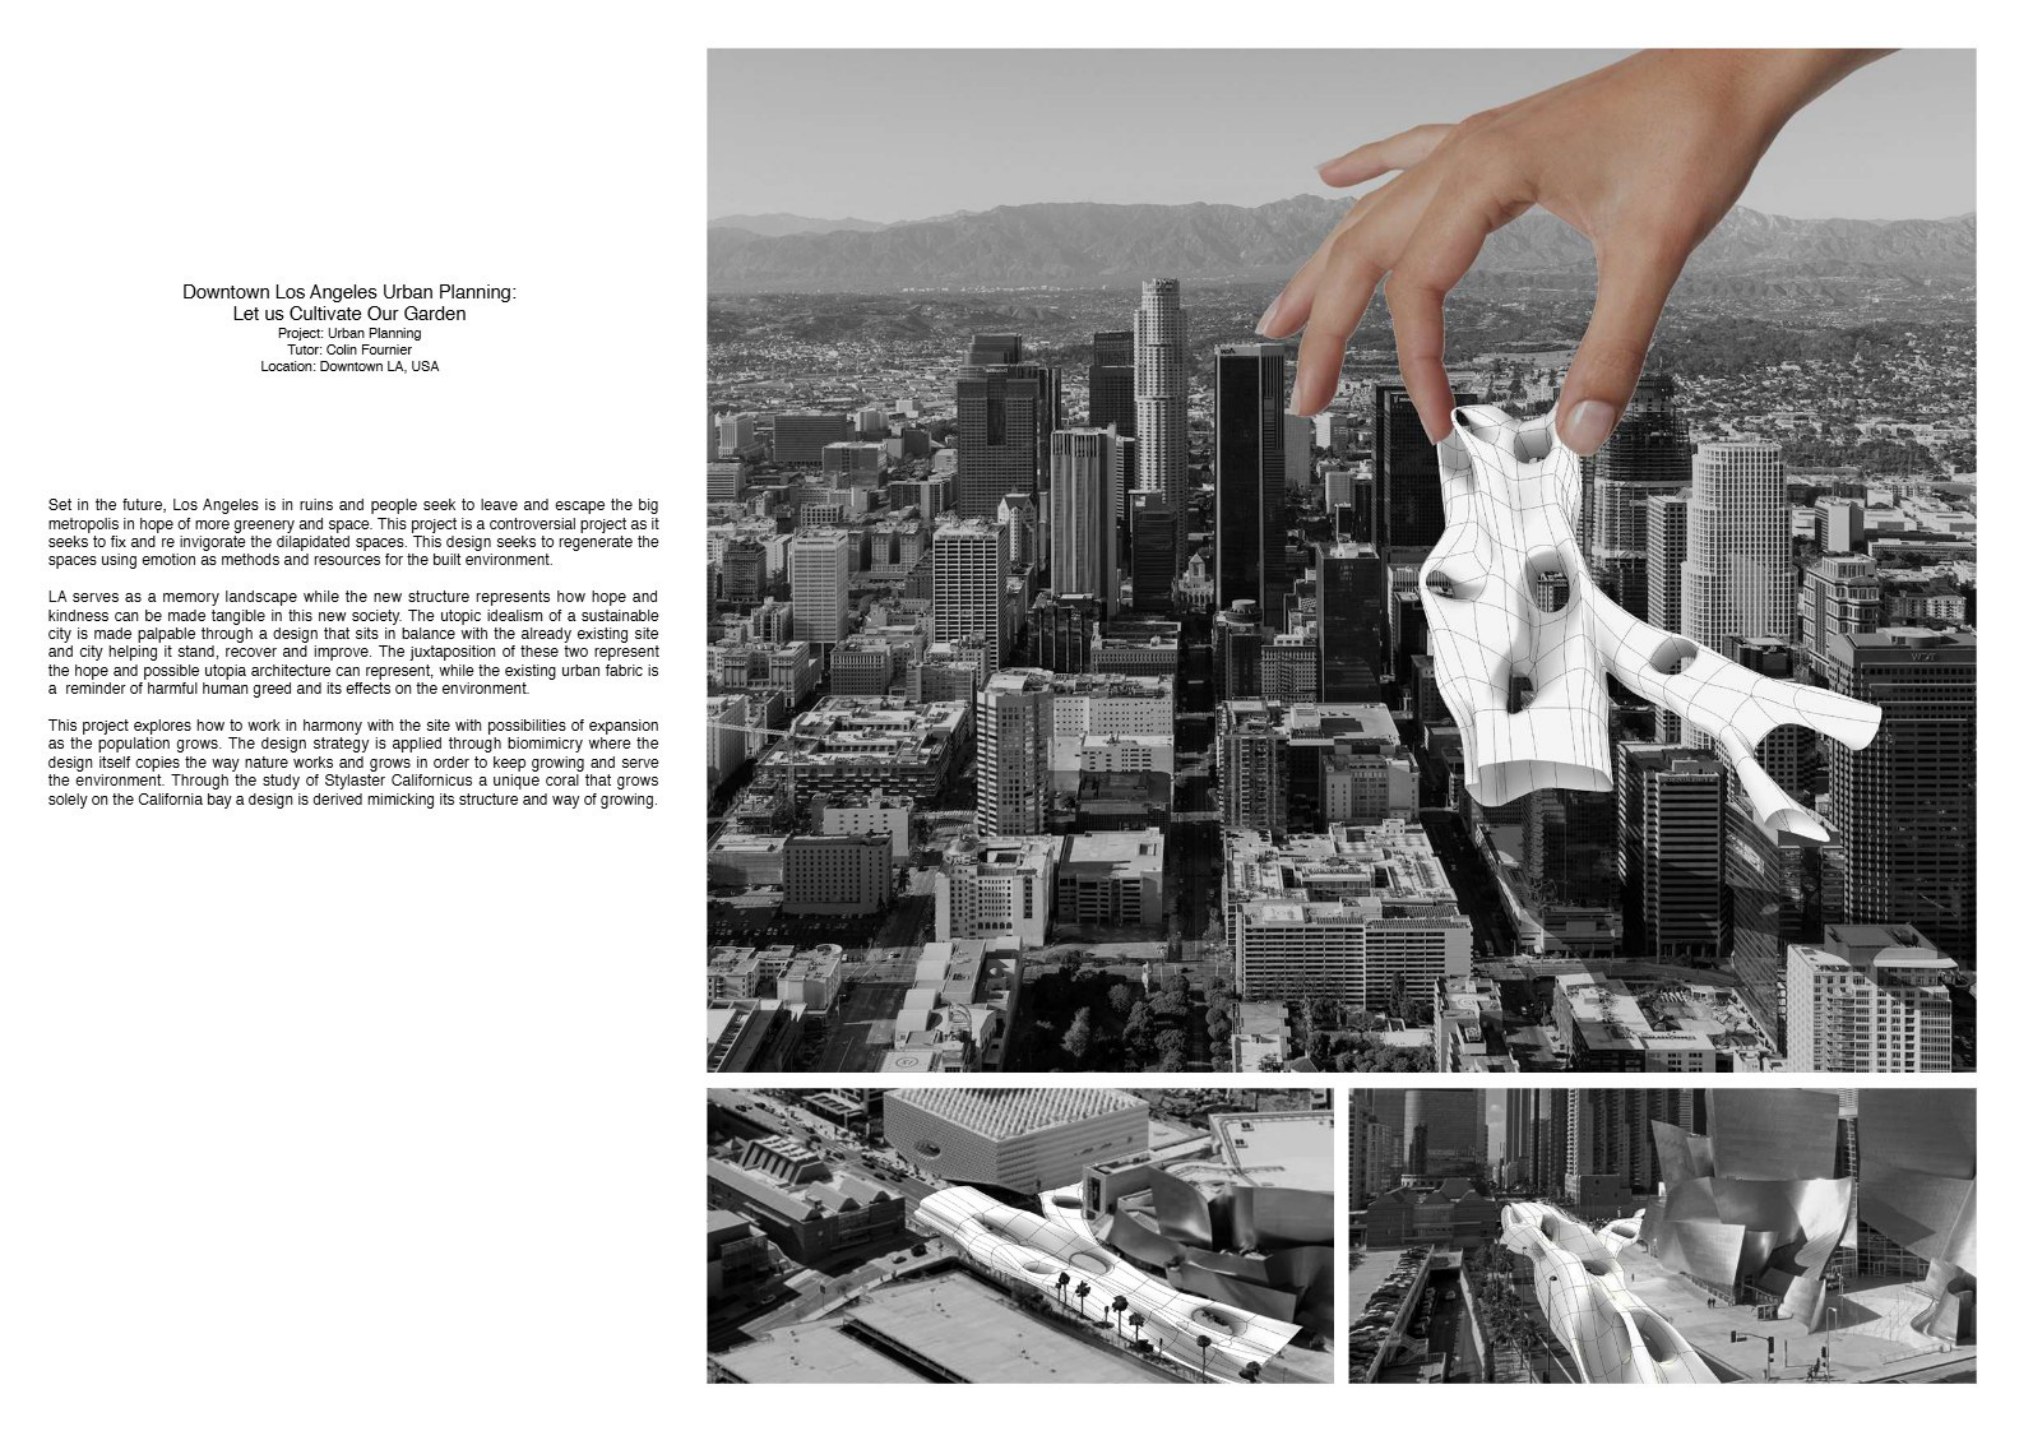 Downtown Los Angeles Urban Planning:
Let us Cultivate Our Garden
Project: Urban Planning
Tutor: Colin Fournier
Location: Downtown LA, USA
Set in the future, Los Angeles is in ruins and people seek to leave and escape the big
metropolis in hope of more greenery and space. This project is a controversial project as it
seeks to fix and re invigorate the dilapidated spaces. This design seeks to regenerate the
spaces using emotion as methods and resources for the built environment.
LA serves as a memory landscape while the new structure represents how hope and
kindness can be made tangible in this new society. The utopic idealism of a sustainable
city is made palpable through a design that sits in balance with the already existing site
and city helping it stand, recover and improve. The juxtaposition of these two represent
the hope and possible utopia architecture can represent, while the existing urban fabric is
a reminder of harmful human greed and its effects on the environment.
This project explores how to work in harmony with the site with possibilities of expansion
as the population grows. The design strategy is applied through biomimicry where the
design itself copies the way nature works and grows in order to keep growing and serve
the environment. Through the study of Stylaster Californicus a unique coral that grows
solely on the California bay a design is derived mimicking its structure and way of growing.